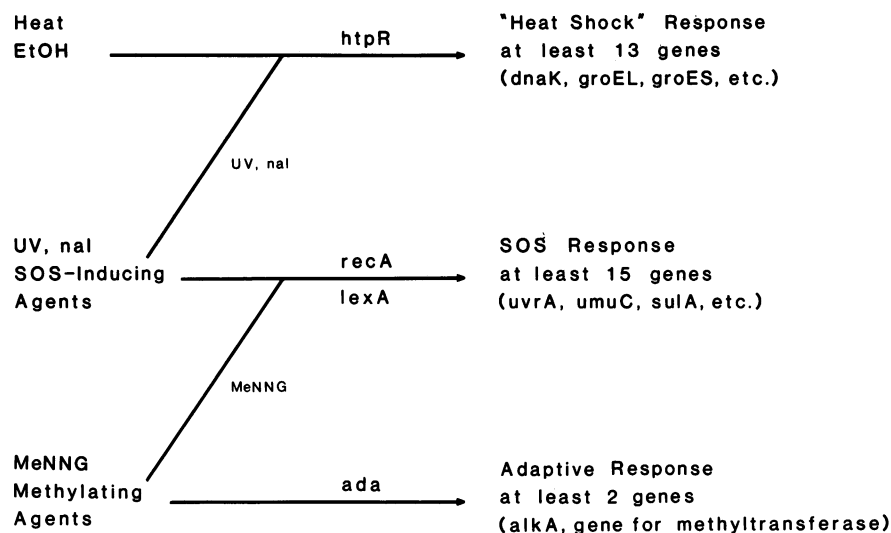 Heat
EtOH
htpR
"Heat Shock" Response
at least 13 genes
(dnaK, groEL, groES, etc.)
UV, nal
UV, nal
SOS-Inducing
Agents
recA
lexA
SOS Response
at least 15 genes
(uvrA, umuC, sulA, etc.)
MeNNG
MeNNG
Methylating
Agents
ada
Adaptive Response
at least 2 genes
(alkA, gene for methyltransferase)